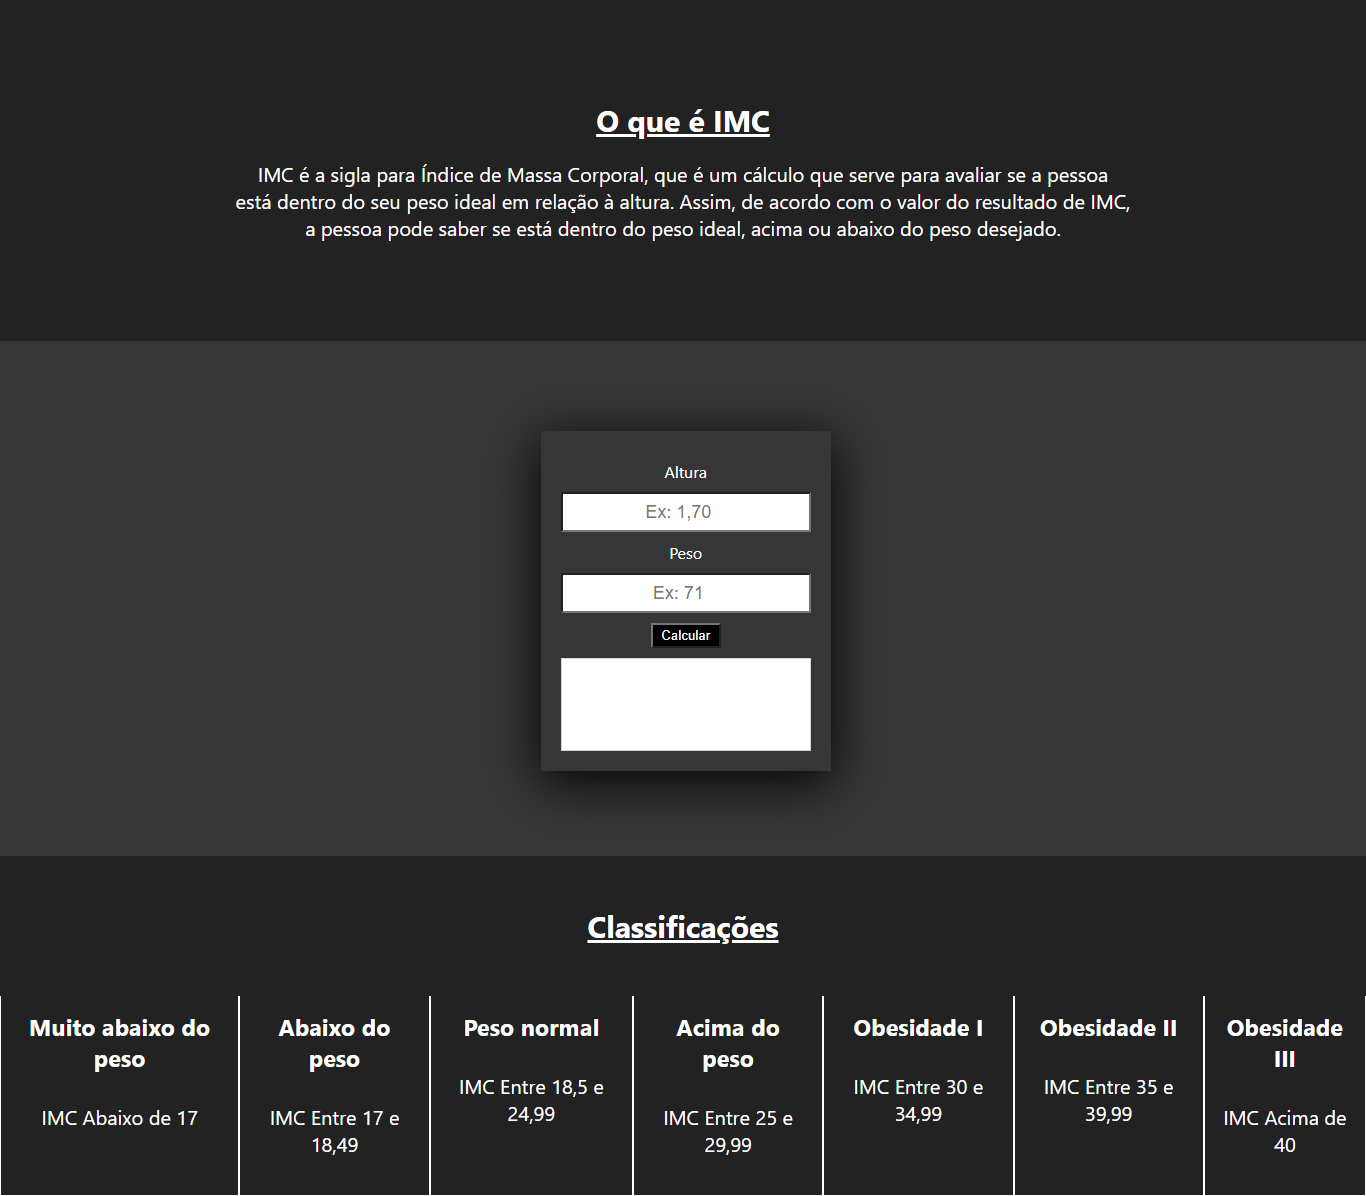 O que é IMC
IMC é a sigla para Índice de Massa Corporal, que é um cálculo que serve para avaliar se a pessoa
está dentro do seu peso ideal em relação à altura. Assim, de acordo com o valor do resultado de IMC,
a pessoa pode saber se está dentro do peso ideal, acima ou abaixo do peso desejado.
Altura
Ex: 1,70
Peso
Ex: 71
Calcular
Classificações
Muito abaixo do
peso
IMC Abaixo de 17
Abaixo do
peso
IMC Entre 17 e
18,49
Peso normal
IMC Entre 18,5 e
24,99
Acima do
peso
IMC Entre 25 e
29,99
Obesidade I
IMC Entre 30 e
34,99
Obesidade II
IMC Entre 35 e
39,99
Obesidade
III
IMC Acima de
40